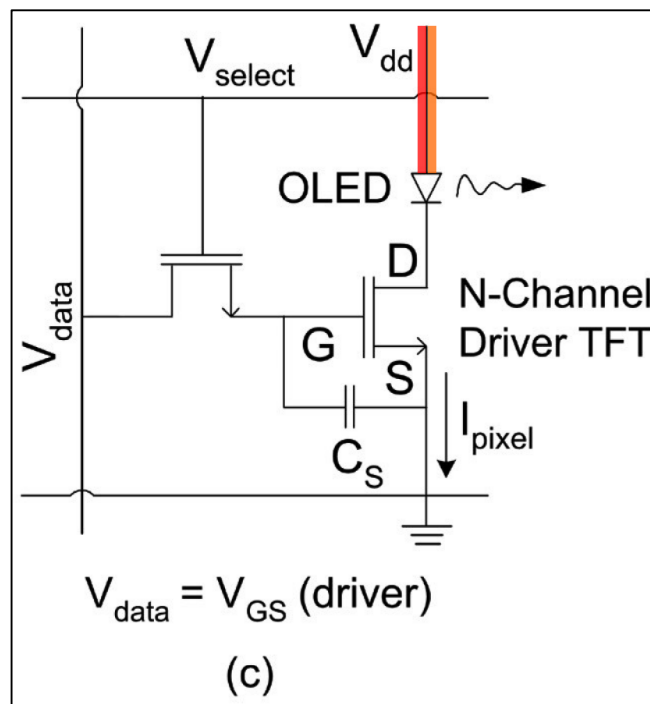 V_dd
V_select
OLED
D
N-Channel
Driver TFT
V_data
G
S
I_pixel
C_S
V_data = V_GS (driver)
(c)